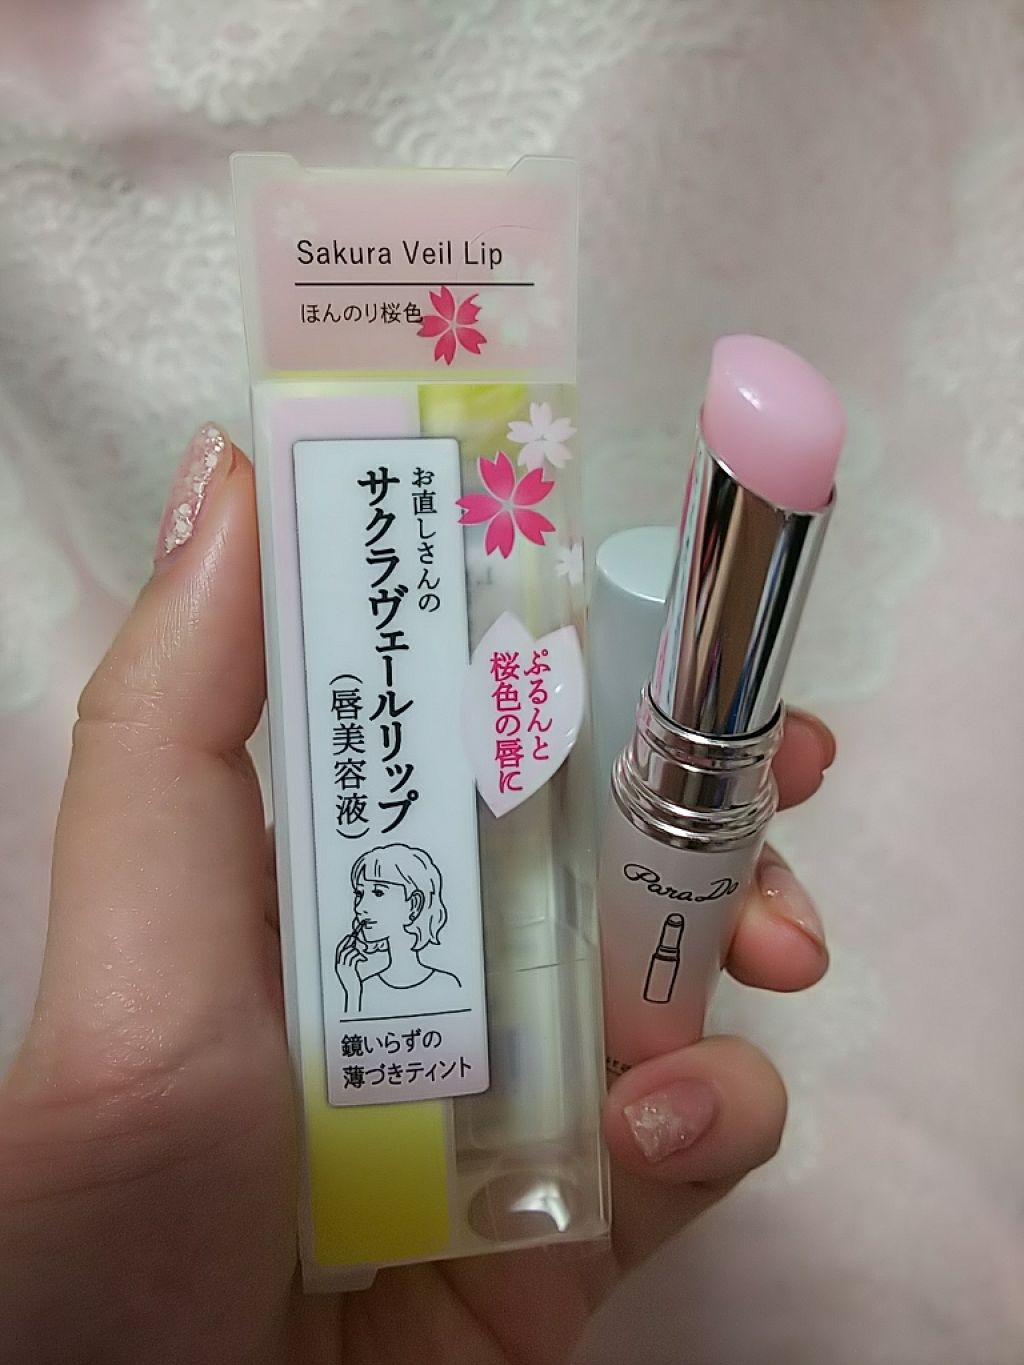 Sakura Veil Lip
ほんのり桜色
お直しさんの
サクラヴェールリップ
(唇美容液)
ぷるんと
桜色の唇に
鏡いらずの
薄づきティント
ParaDo